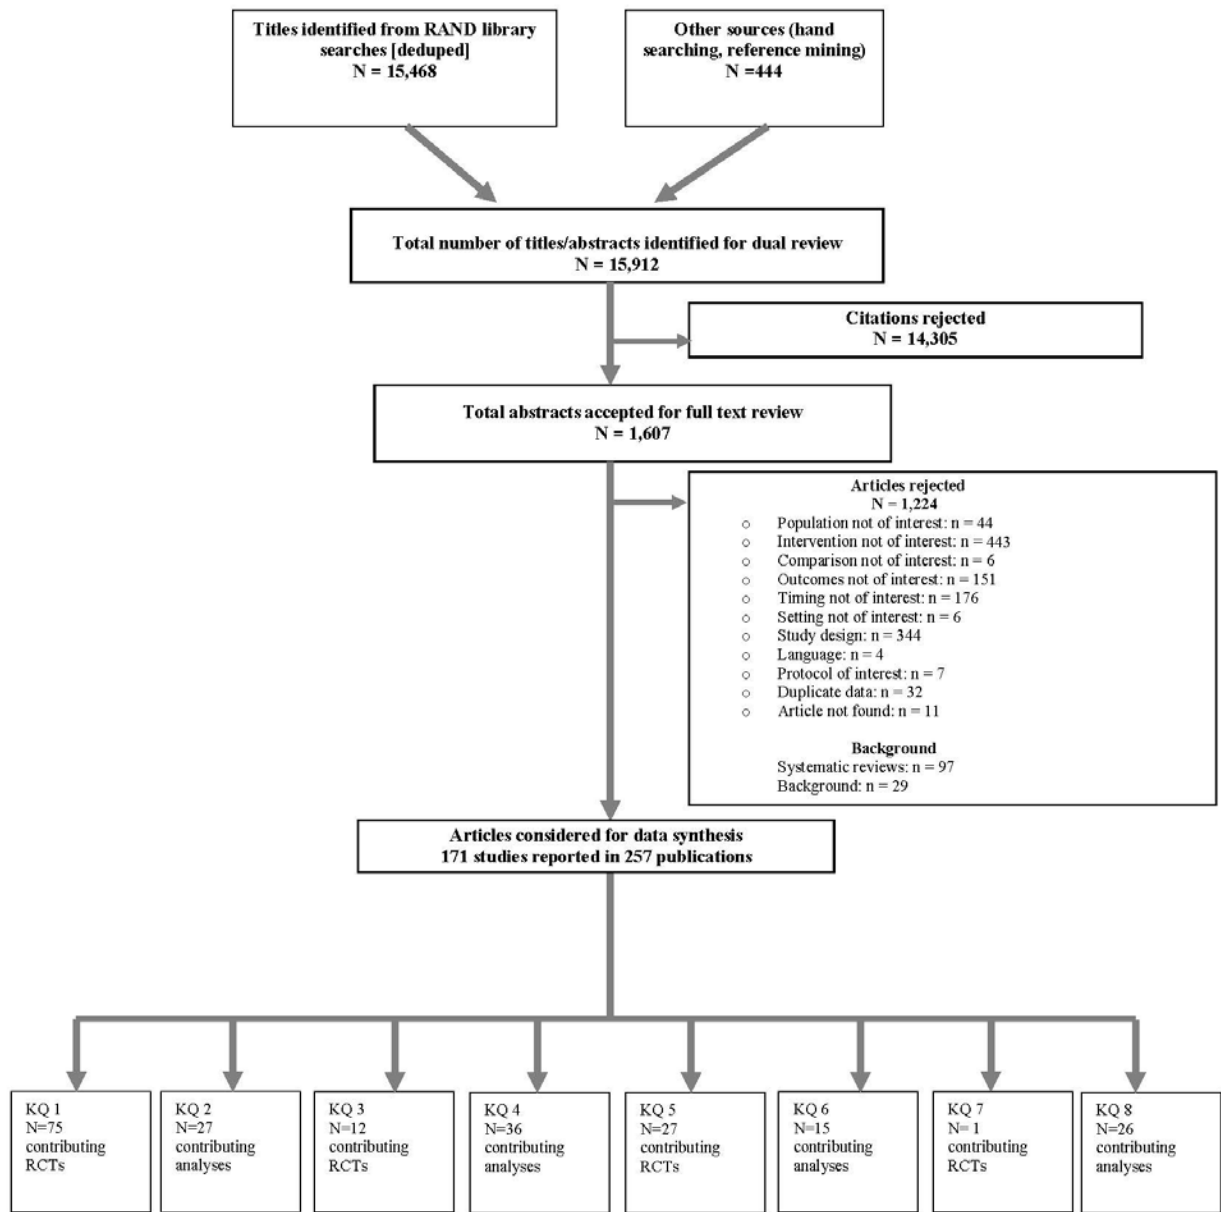 Titles identified from RAND library
searches [deduped]
N = 15,468
Other sources (hand
searching, reference mining)
N =444
Total number of titles/abstracts identified for dual review
N = 15,912
Citations rejected
N = 14,305
Total abstracts accepted for full text review
N = 1,607
Articles rejected
N = 1,224
o Population not of interest: n = 44
o Intervention not of interest: n = 443
o Comparison not of interest: n = 6
o Outcomes not of interest: n = 151
o Timing not of interest: n = 176
o Setting not of interest: n = 6
o Study design: n = 344
o Language: n = 4
o Protocol of interest: n = 7
o Duplicate data: n = 32
o Article not found: n = 11
Background
Systematic reviews: n = 97
Background: n = 29
Articles considered for data synthesis
171 studies reported in 257 publications
KQ 1
N=75
contributing
RCTs
KQ 2
N=27
contributing
analyses
KQ 3
N=12
contributing
RCTs
KQ 4
N=36
contributing
analyses
KQ 5
N=27
contributing
RCTs
KQ 6
N=15
contributing
analyses
KQ 7
N= 1
contributing
RCTs
KQ 8
N=26
contributing
analyses